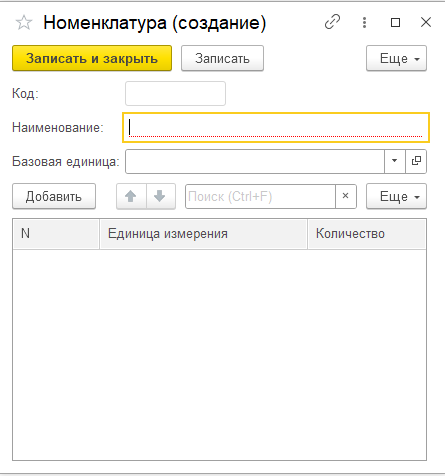 Номенклатура (создание)
Записать и закрыть Записать Еще
Код:
Наименование:
Базовая единица:
Добавить Поиск (Ctrl+F) × Еще
N Единица измерения Количество